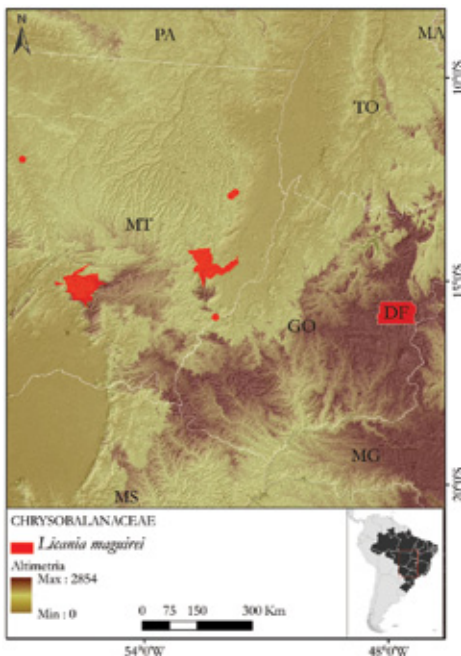 N
PA
MA
10°0'S
TO
MT
15°0'S
DF
GO
MG
20°0'S
MS
CHRYSOBALANACEAE
Licania maguirei
Altimetria
Max : 2854
Min : 0
0 75 150 300 Km
54°0'W 48°0'W